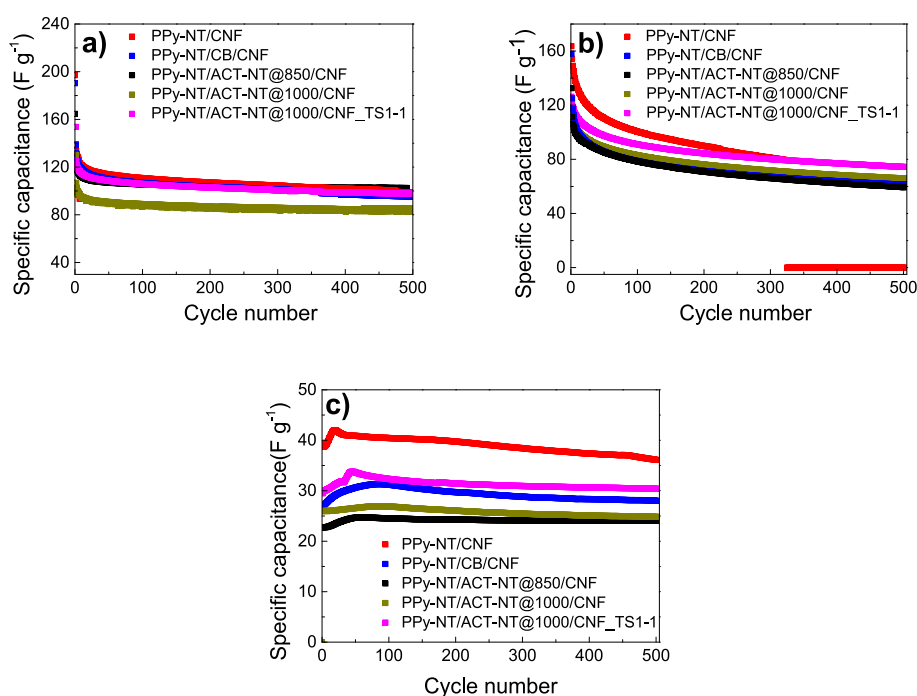 a)
PPy-NT/CNF
PPy-NT/CB/CNF
PPy-NT/ACT-NT@850/CNF
PPy-NT/ACT-NT@1000/CNF
PPy-NT/ACT-NT@1000/CNF_TS1-1
240
200
160
120
80
40
0 100 200 300 400 500
Specific capacitance (F g⁻¹)
Cycle number
b)
PPy-NT/CNF
PPy-NT/CB/CNF
PPy-NT/ACT-NT@850/CNF
PPy-NT/ACT-NT@1000/CNF
PPy-NT/ACT-NT@1000/CNF_TS1-1
160
120
80
40
0
0 100 200 300 400 500
Specific capacitance (F g⁻¹)
Cycle number
c)
50
40
30
20
10
0
0 100 200 300 400 500
PPy-NT/CNF
PPy-NT/CB/CNF
PPy-NT/ACT-NT@850/CNF
PPy-NT/ACT-NT@1000/CNF
PPy-NT/ACT-NT@1000/CNF_TS1-1
Specific capacitance(F g⁻¹)
Cycle number